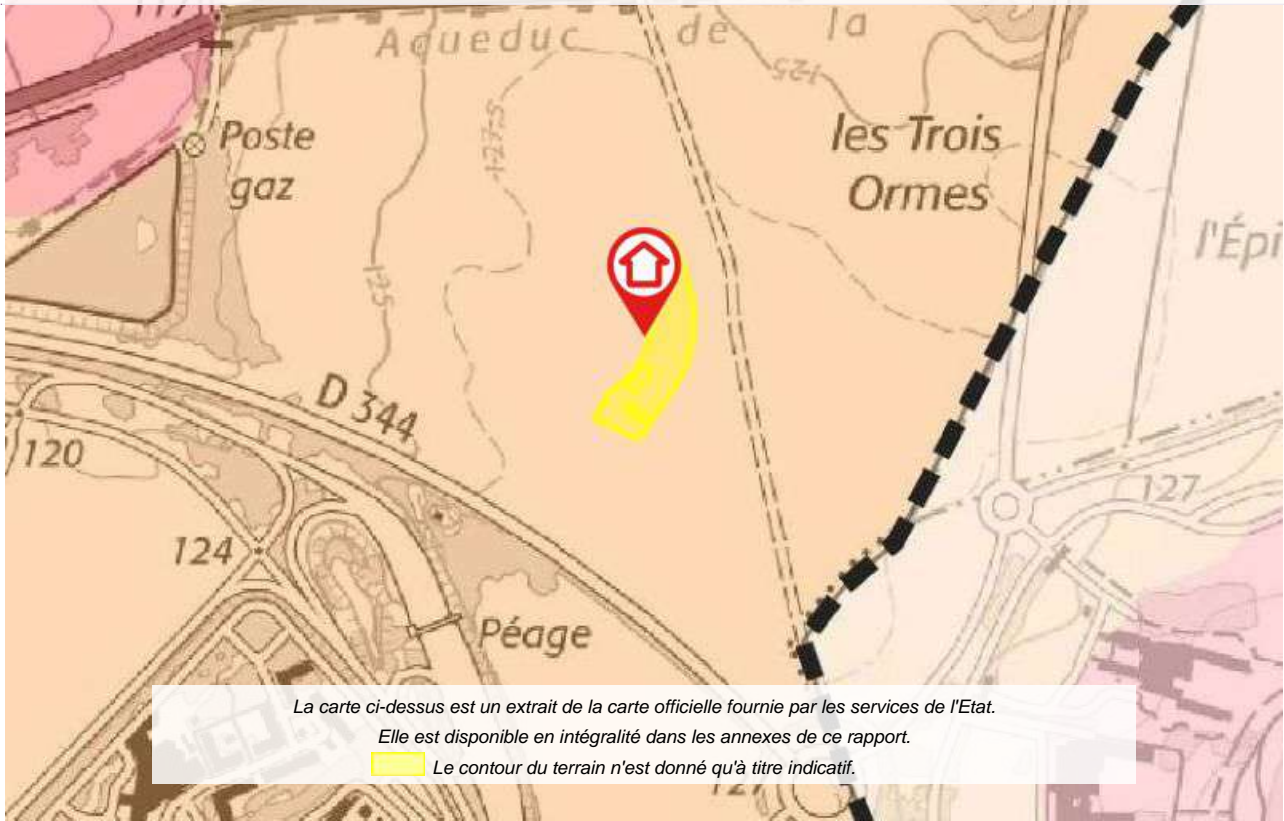 Aqueduc de la
125
Poste
gaz
127,5
les Trois
Ormes
l'Épi
125
D 344
120
127
124
Péage
La carte ci-dessus est un extrait de la carte officielle fournie par les services de l'Etat.
Elle est disponible en intégralité dans les annexes de ce rapport.
Le contour du terrain n'est donné qu'à titre indicatif.
127